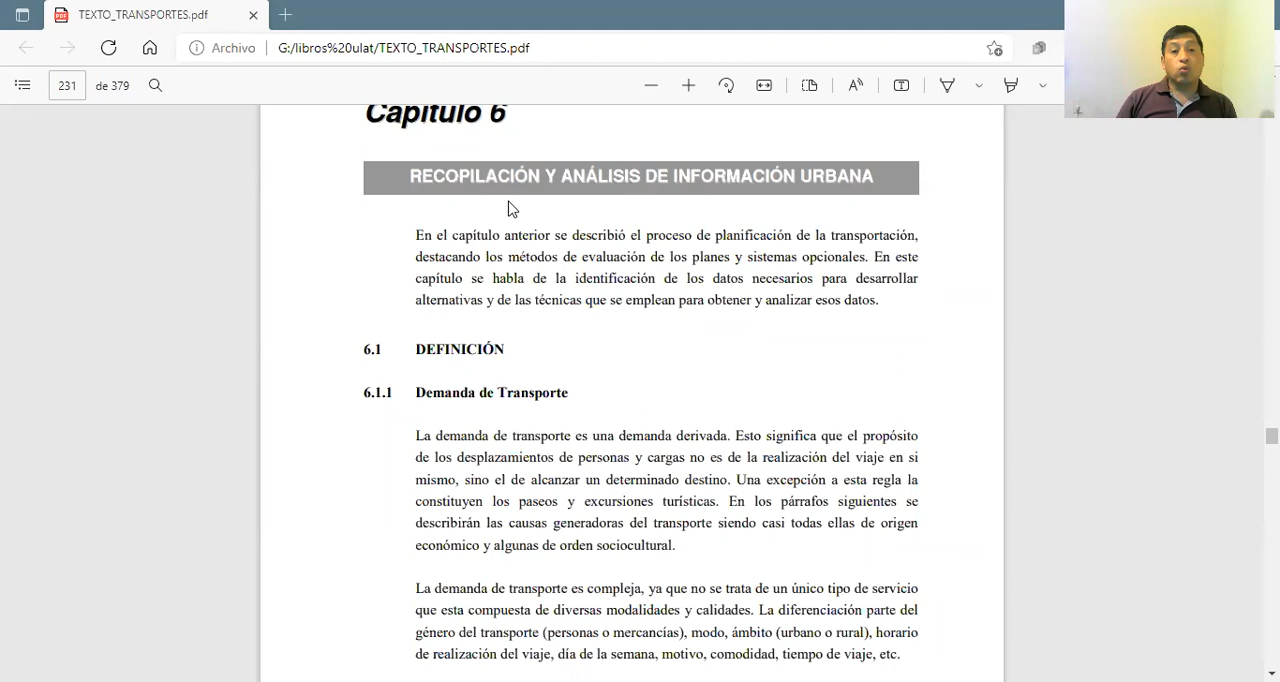 TEXTO_TRANSPORTES.pdf
Archivo
G:/libros%20ulat/TEXTO_TRANSPORTES.pdf
231
de 379
Capítulo 6
RECOPILACIÓN Y ANÁLISIS DE INFORMACIÓN URBANA
En el capítulo anterior se describió el proceso de planificación de la transportación,
destacando los métodos de evaluación de los planes y sistemas opcionales. En este
capítulo se habla de la identificación de los datos necesarios para desarrollar
alternativas y de las técnicas que se emplean para obtener y analizar esos datos.
6.1 DEFINICIÓN
6.1.1 Demanda de Transporte
La demanda de transporte es una demanda derivada. Esto significa que el propósito
de los desplazamientos de personas y cargas no es de la realización del viaje en si
mismo, sino el de alcanzar un determinado destino. Una excepción a esta regla la
constituyen los paseos y excursiones turísticas. En los párrafos siguientes se
describirán las causas generadoras del transporte siendo casi todas ellas de origen
económico y algunas de orden sociocultural.
La demanda de transporte es compleja, ya que no se trata de un único tipo de servicio
que esta compuesta de diversas modalidades y calidades. La diferenciación parte del
género del transporte (personas o mercancías), modo, ámbito (urbano o rural), horario
de realización del viaje, día de la semana, motivo, comodidad, tiempo de viaje, etc.